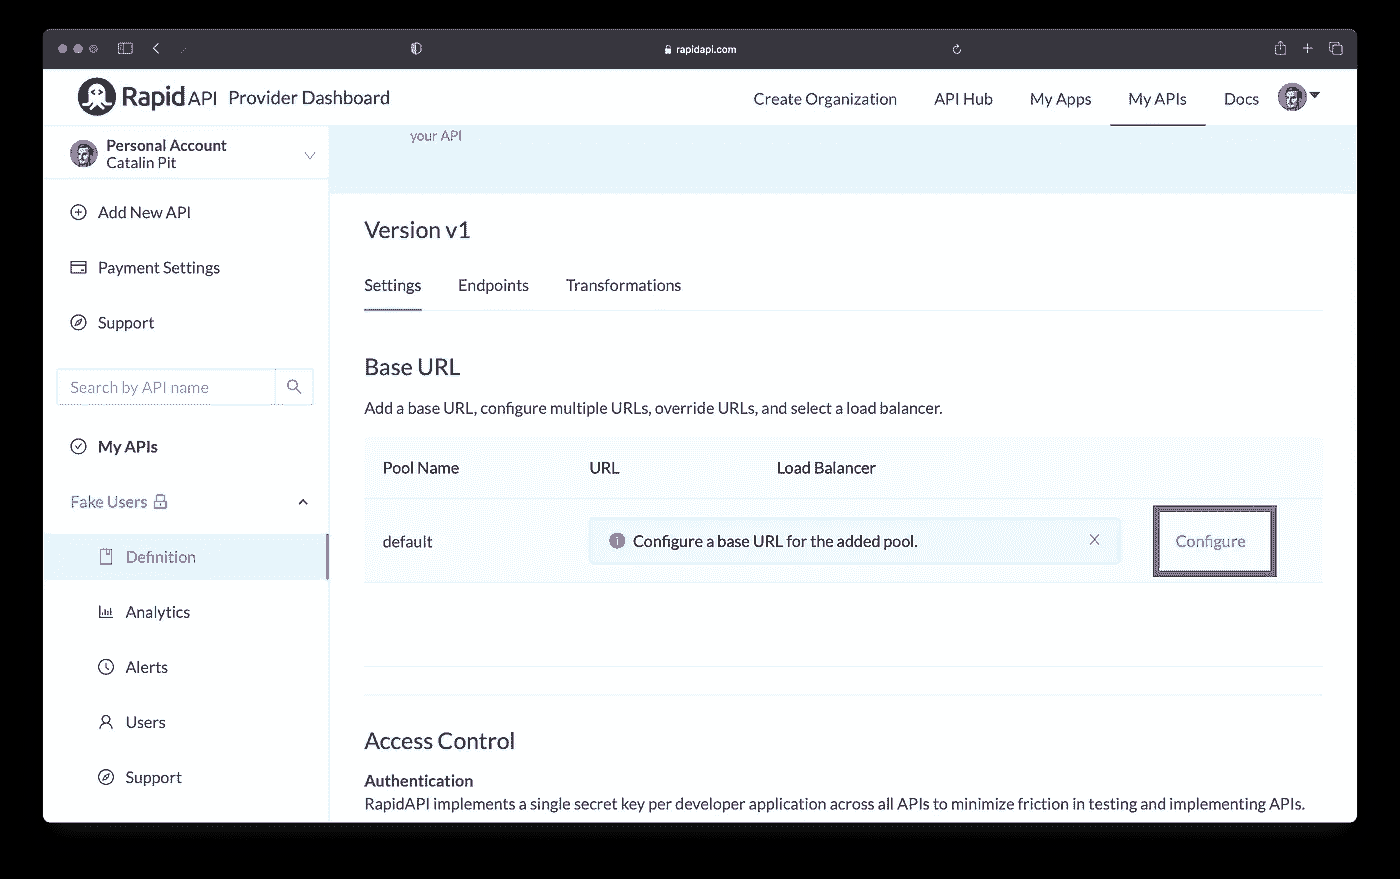 rapidapi.com
Rapid API Provider Dashboard
Create Organization
API Hub
My Apps
My APIs
Docs
Personal Account
Catalin Pit
Add New API
Payment Settings
Support
Search by API name
My APIs
Fake Users
Definition
Analytics
Alerts
Users
Support
your API
Version v1
Settings
Endpoints
Transformations
Base URL
Add a base URL, configure multiple URLs, override URLs, and select a load balancer.
Pool Name
URL
Load Balancer
default
Configure a base URL for the added pool.
Configure
Access Control
Authentication
RapidAPI implements a single secret key per developer application across all APIs to minimize friction in testing and implementing APIs.